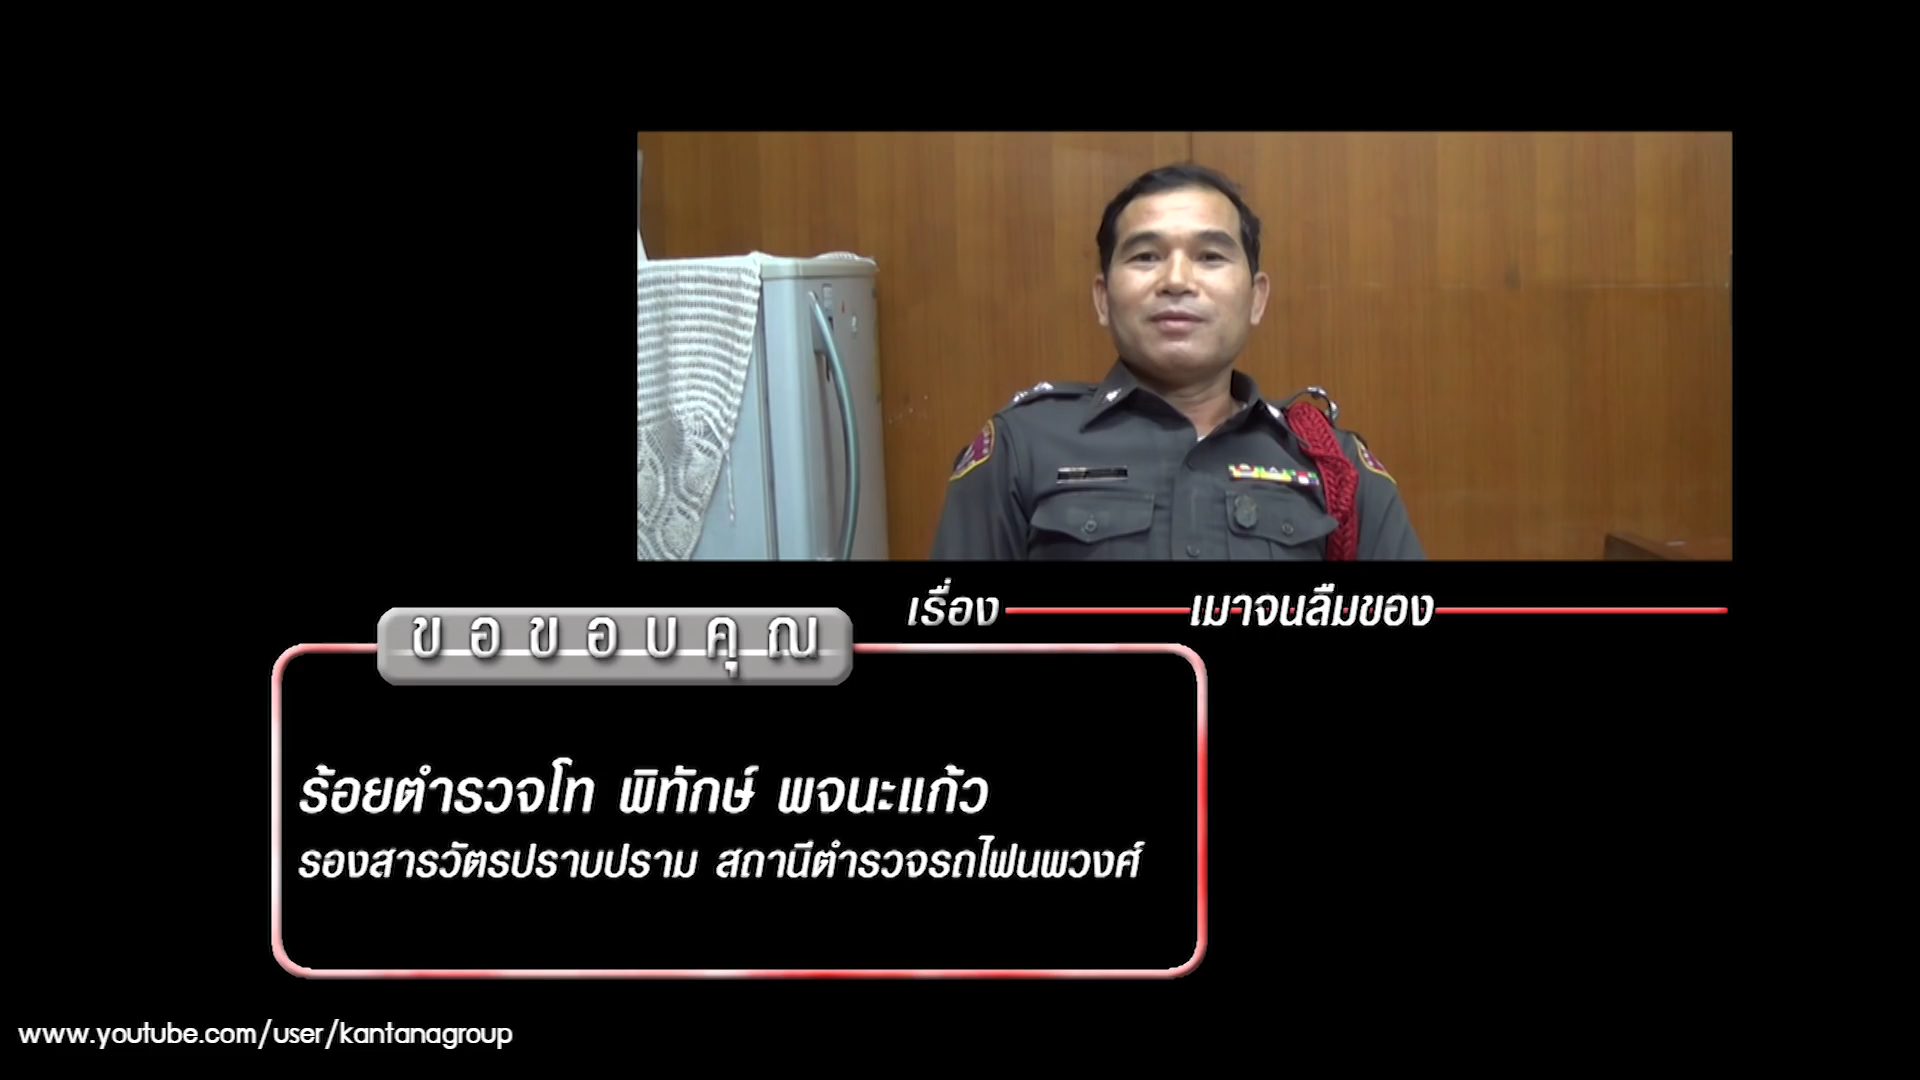 เรื่อง เมาจนลืมของ
ขอขอบคุณ
ร้อยตำรวจโท พิทักษ์ พจนะแก้ว
รองสารวัตรปราบปราม สถานีตำรวจรถไฟนพวงศ์
www.youtube.com/user/kantanagroup